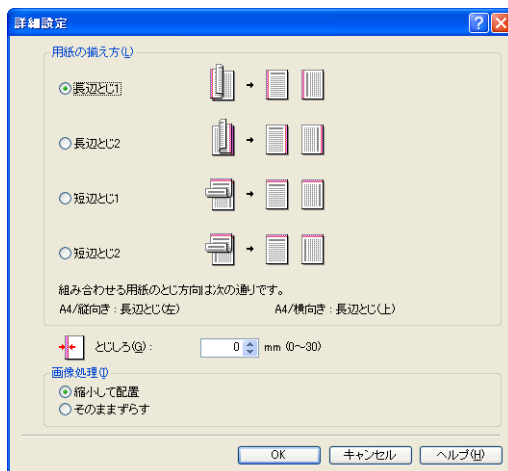 詳細設定
用紙の揃え方(L)
長辺とじ1
長辺とじ2
短辺とじ1
短辺とじ2
組み合わせる用紙のとじ方向は次の通りです。
A4/縦向き：長辺とじ(左) A4/横向き：長辺とじ(上)
とじしろ(G)： 0 mm (0～30)
画像処理(I)
縮小して配置
そのままずらす
OK キャンセル ヘルプ(H)